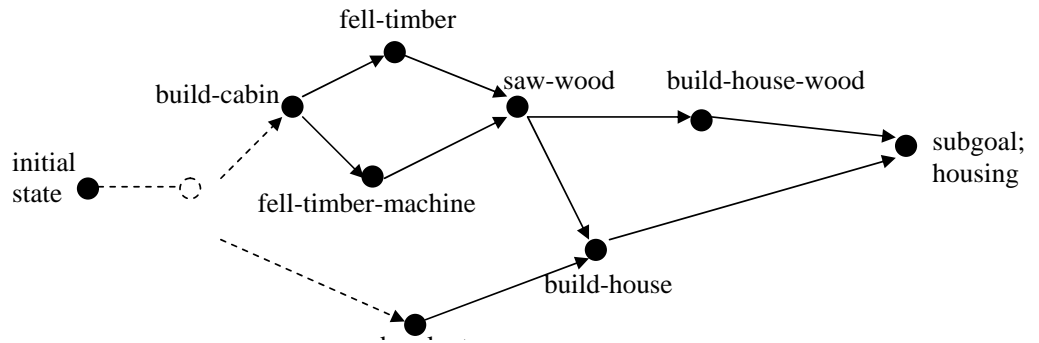 fell-timber
saw-wood
build-house-wood
build-cabin
subgoal;
housing
initial
state
fell-timber-machine
build-house